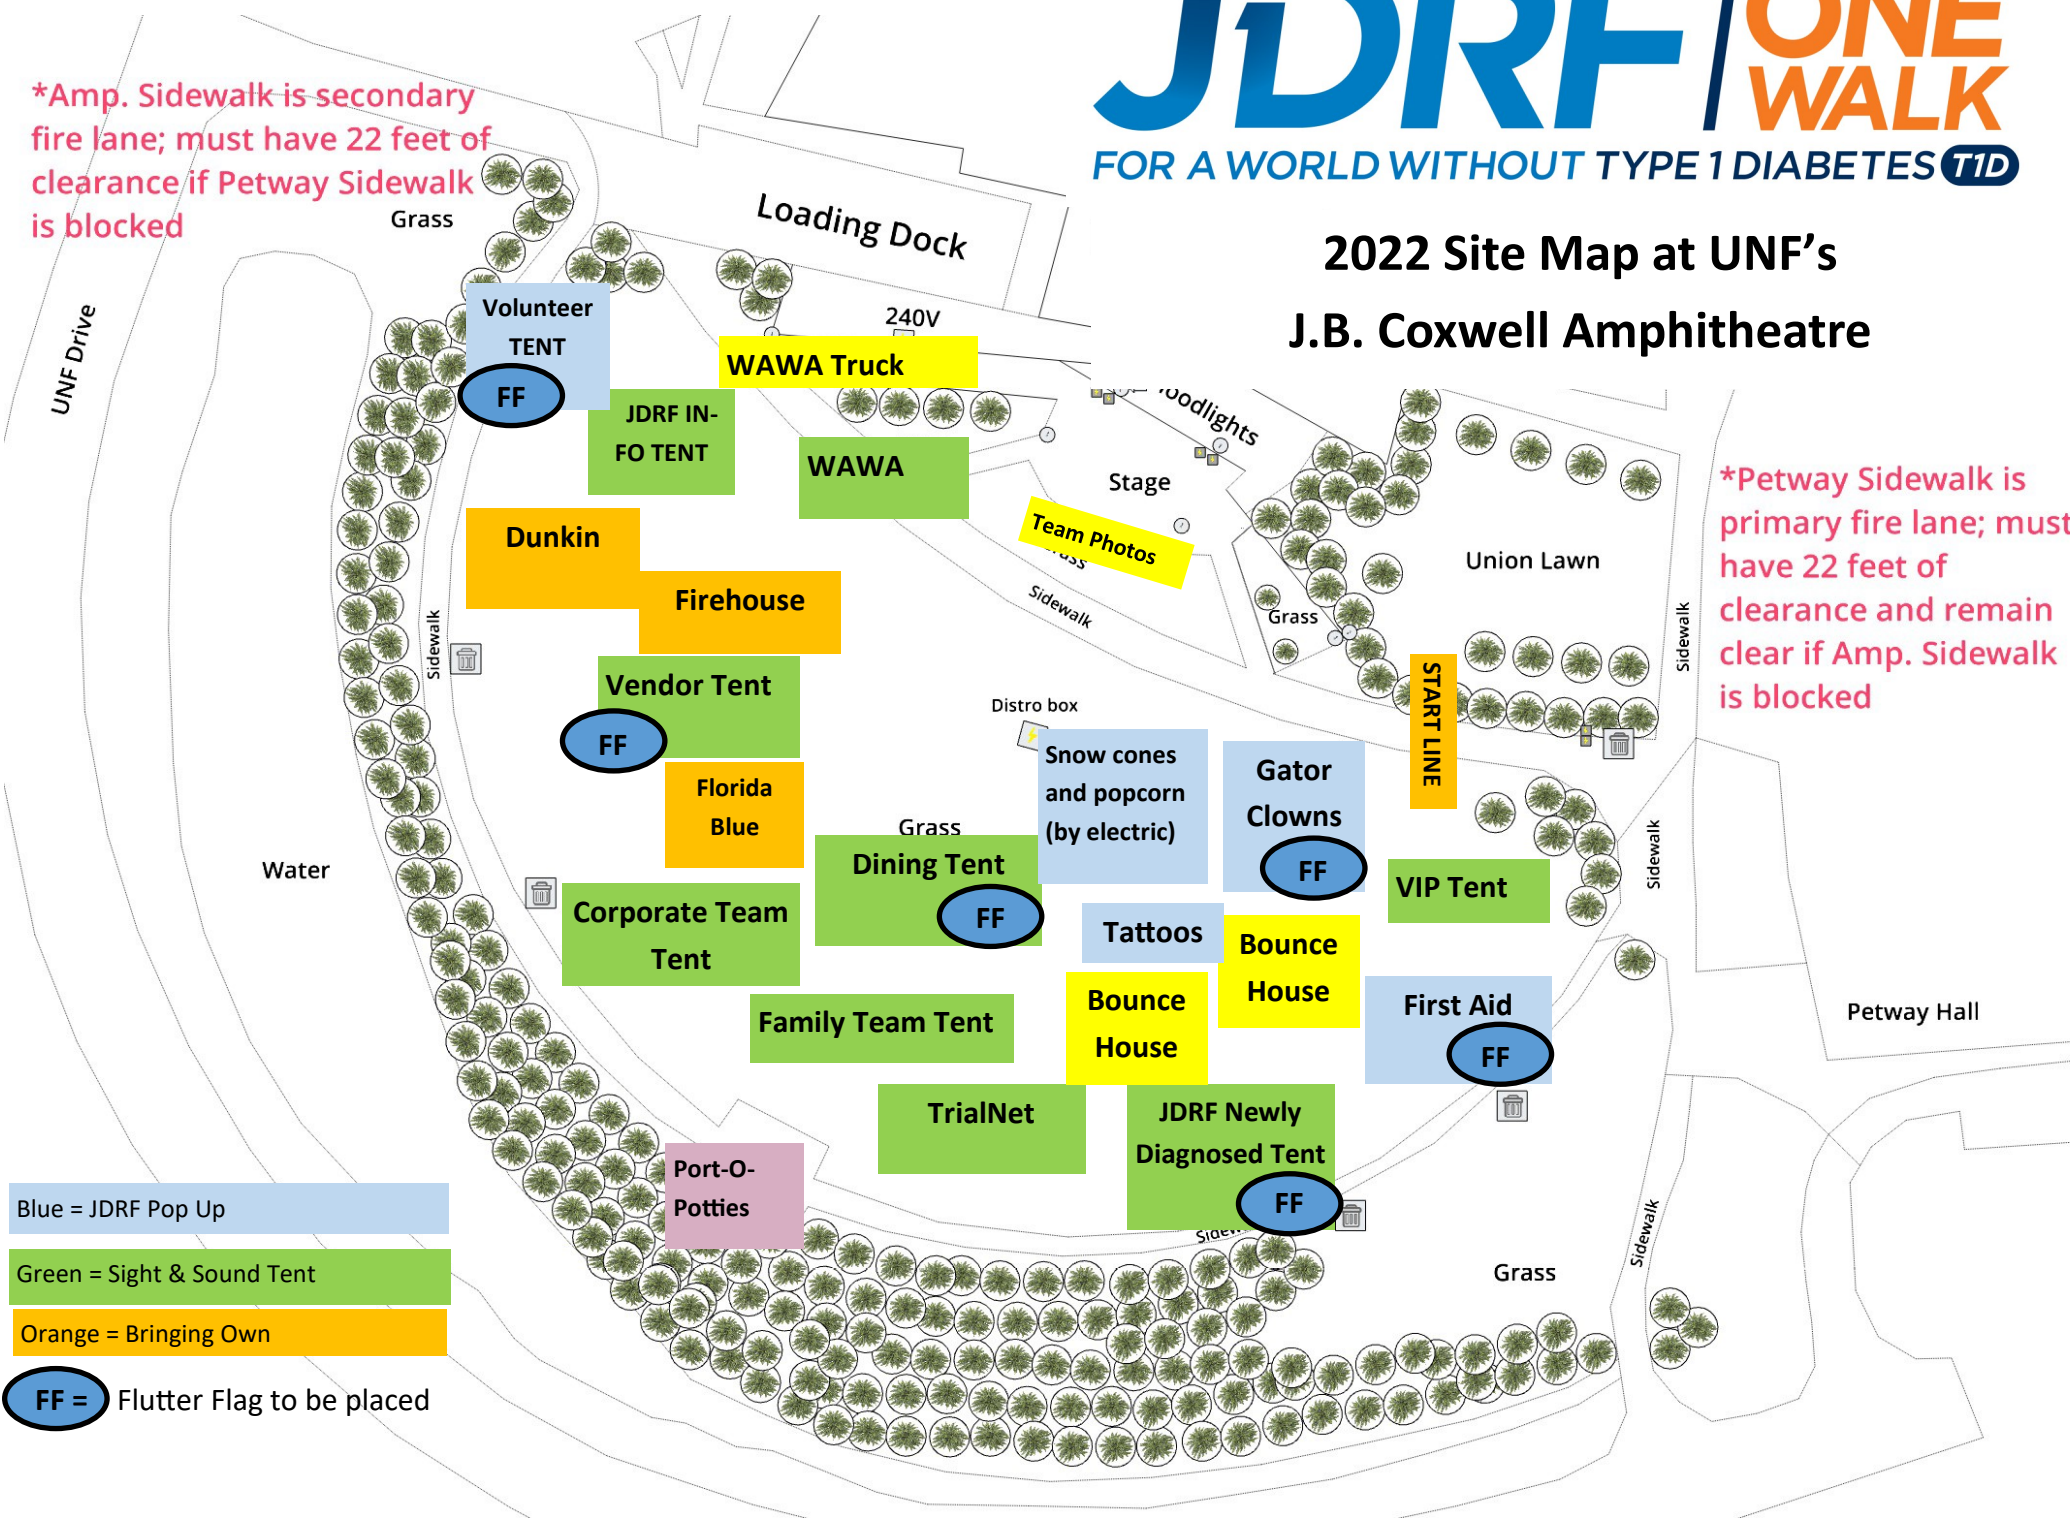 JDRF ONE
WALK
FOR A WORLD WITHOUT TYPE 1 DIABETES T1D
2022 Site Map at UNF's
J.B. Coxwell Amphitheatre
*Amp. Sidewalk is secondary
fire lane; must have 22 feet of
clearance if Petway Sidewalk
is blocked
Grass
Loading Dock
240V
UNF Drive
Volunteer
TENT
FF
WAWA Truck
JDRF IN-
FO TENT
WAWA
Stage
Team Photos
Sidewalk
Union Lawn
Grass
Sidewalk
*Petway Sidewalk is
primary fire lane; must
have 22 feet of
clearance and remain
clear if Amp. Sidewalk
is blocked
Dunkin
Firehouse
Sidewalk
Vendor Tent
FF
Distro box
START LINE
Snow cones
and popcorn
(by electric)
Gator
Clowns
FF
Florida
Blue
Grass
Dining Tent
FF
Water
VIP Tent
Sidewalk
Corporate Team
Tent
Tattoos
Bounce
House
Bounce
House
First Aid
FF
Petway Hall
Family Team Tent
TrialNet
JDRF Newly
Diagnosed Tent
FF
Port-O-
Potties
Sidewalk
Grass
Blue = JDRF Pop Up
Green = Sight & Sound Tent
Orange = Bringing Own
FF = Flutter Flag to be placed